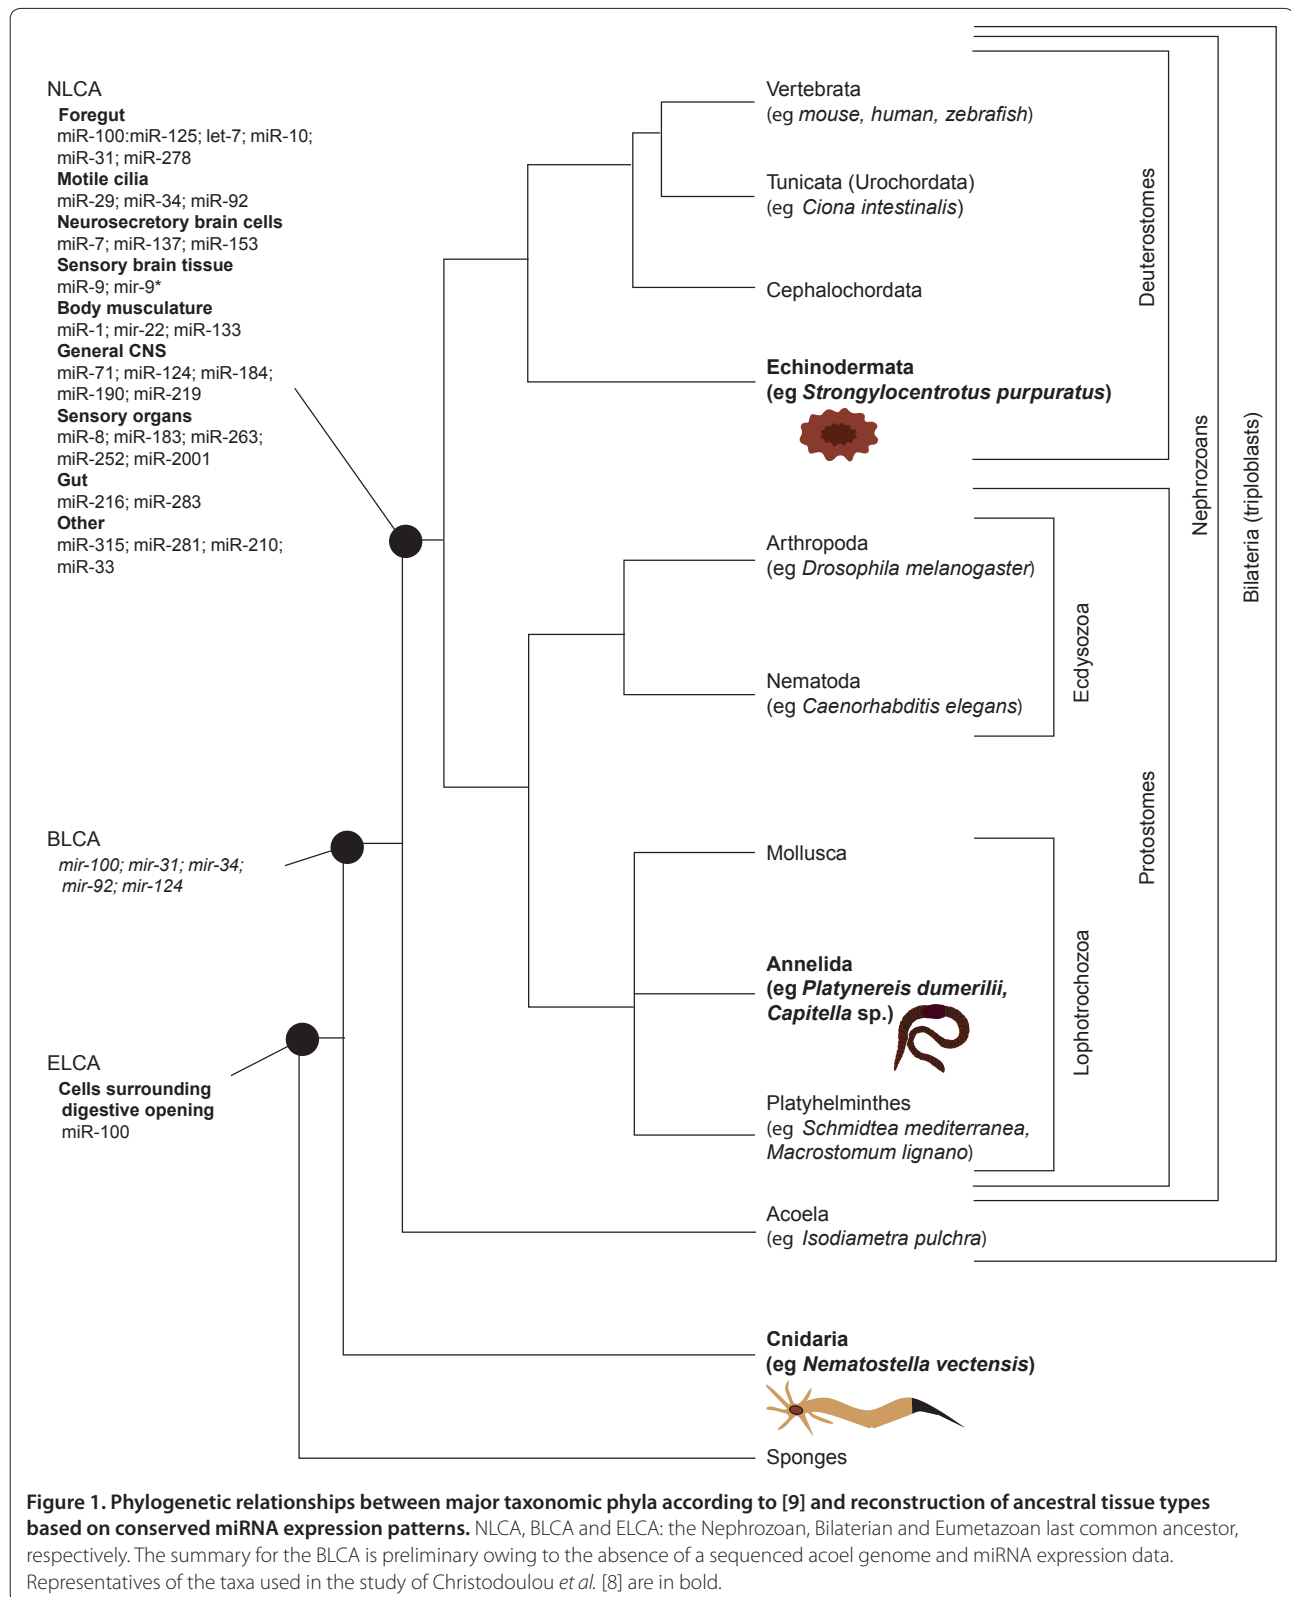 NLCA
Foregut
miR-100:miR-125; let-7; miR-10;
miR-31; miR-278
Motile cilia
miR-29; miR-34; miR-92
Neurosecretory brain cells
miR-7; miR-137; miR-153
Sensory brain tissue
miR-9; mir-9*
Body musculature
miR-1; mir-22; miR-133
General CNS
miR-71; miR-124; miR-184;
miR-190; miR-219
Sensory organs
miR-8; miR-183; miR-263;
miR-252; miR-2001
Gut
miR-216; miR-283
Other
miR-315; miR-281; miR-210;
miR-33
BLCA
mir-100; mir-31; mir-34;
mir-92; mir-124
ELCA
Cells surrounding
digestive opening
miR-100
Vertebrata
(eg mouse, human, zebrafish)
Tunicata (Urochordata)
(eg Ciona intestinalis)
Cephalochordata
Echinodermata
(eg Strongylocentrotus purpuratus)
Arthropoda
(eg Drosophila melanogaster)
Nematoda
(eg Caenorhabditis elegans)
Mollusca
Annelida
(eg Platynereis dumerilii,
Capitella sp.)
Platyhelminthes
(eg Schmidtea mediterranea,
Macrostomum lignano)
Acoela
(eg Isodiametra pulchra)
Cnidaria
(eg Nematostella vectensis)
Sponges
Ecdysozoa
Lophotrochozoa
Deuterostomes
Protostomes
Nephrozoans
Bilateria (triploblasts)
Figure 1. Phylogenetic relationships between major taxonomic phyla according to [9] and reconstruction of ancestral tissue types
based on conserved miRNA expression patterns. NLCA, BLCA and ELCA: the Nephrozoan, Bilaterian and Eumetazoan last common ancestor,
respectively. The summary for the BLCA is preliminary owing to the absence of a sequenced acoel genome and miRNA expression data.
Representatives of the taxa used in the study of Christodoulou et al. [8] are in bold.